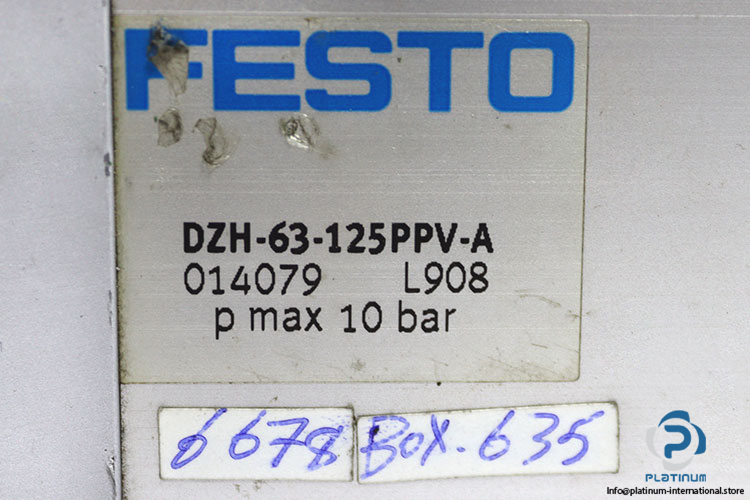 FESTO
DZH-63-125PPV-A
014079 L908
p max 10 bar
6678 BOX-635
PLATINUM
Info@platinum-international.store